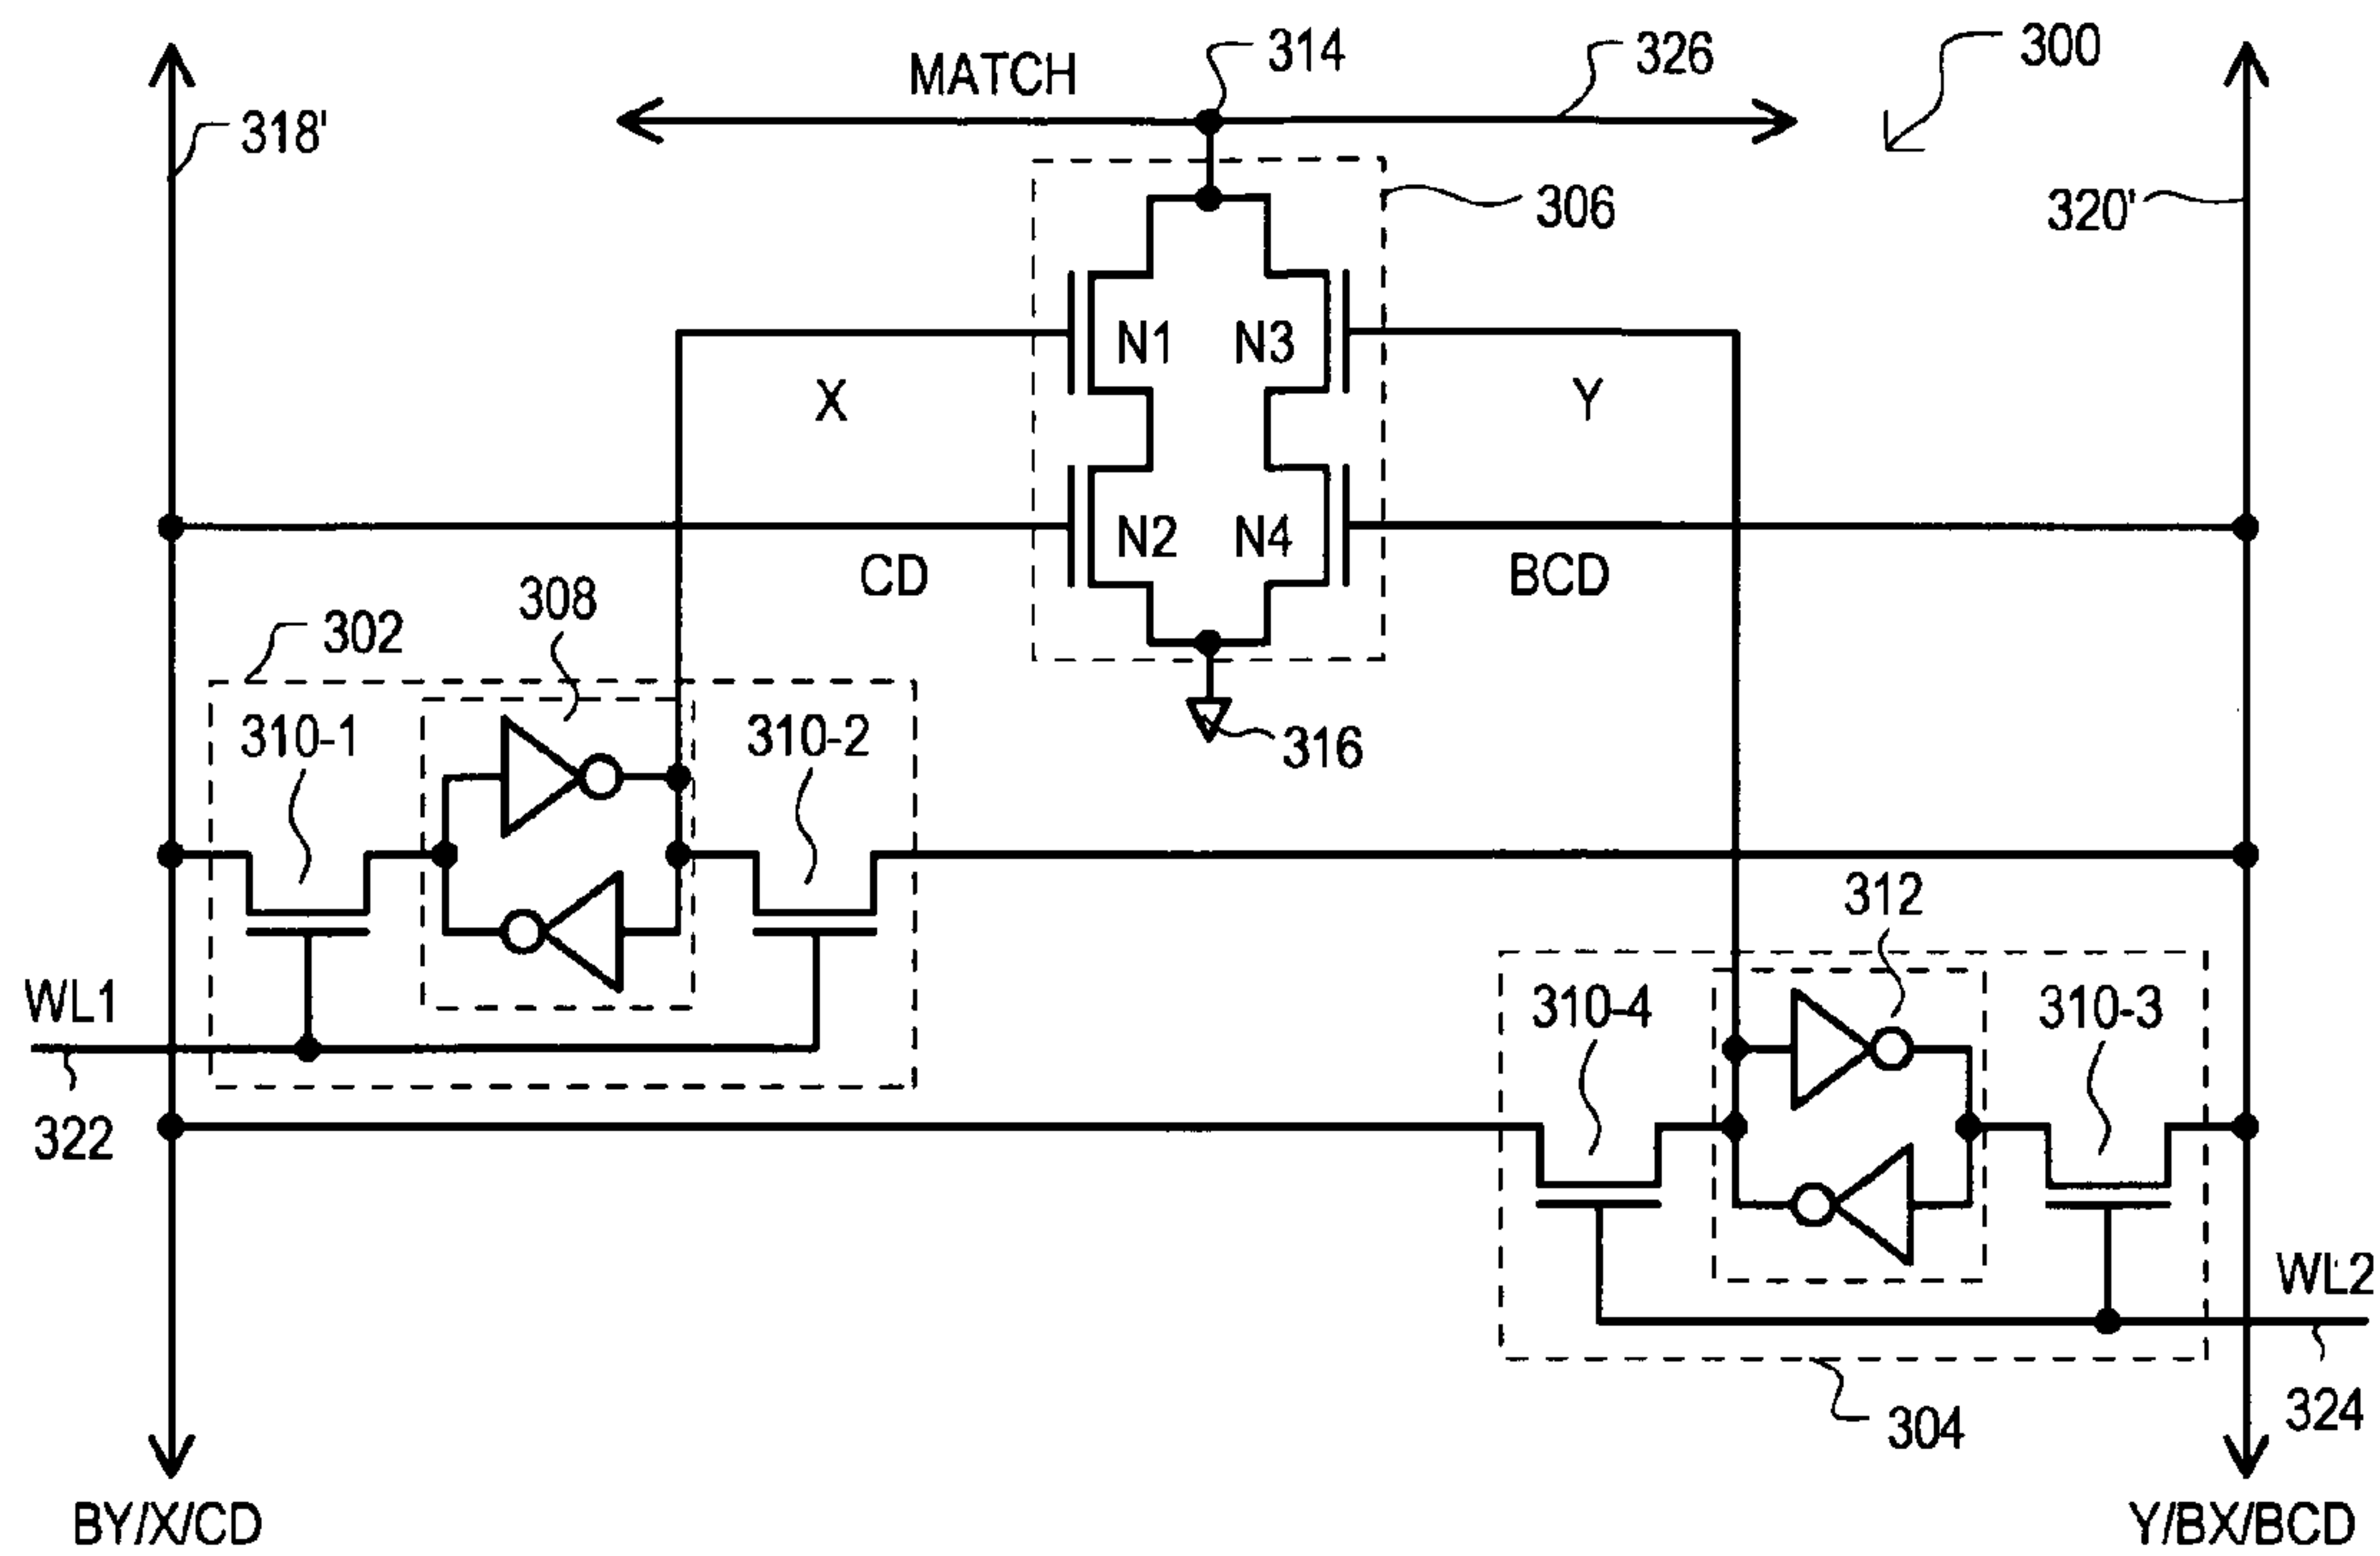 MATCH
314
326
300
318'
306
320'
N1
N3
X
Y
N2
N4
CD
BCD
308
302
310-1
310-2
316
312
WL1
310-4
310-3
322
WL2
304
324
BY/X/CD
Y/BX/BCD